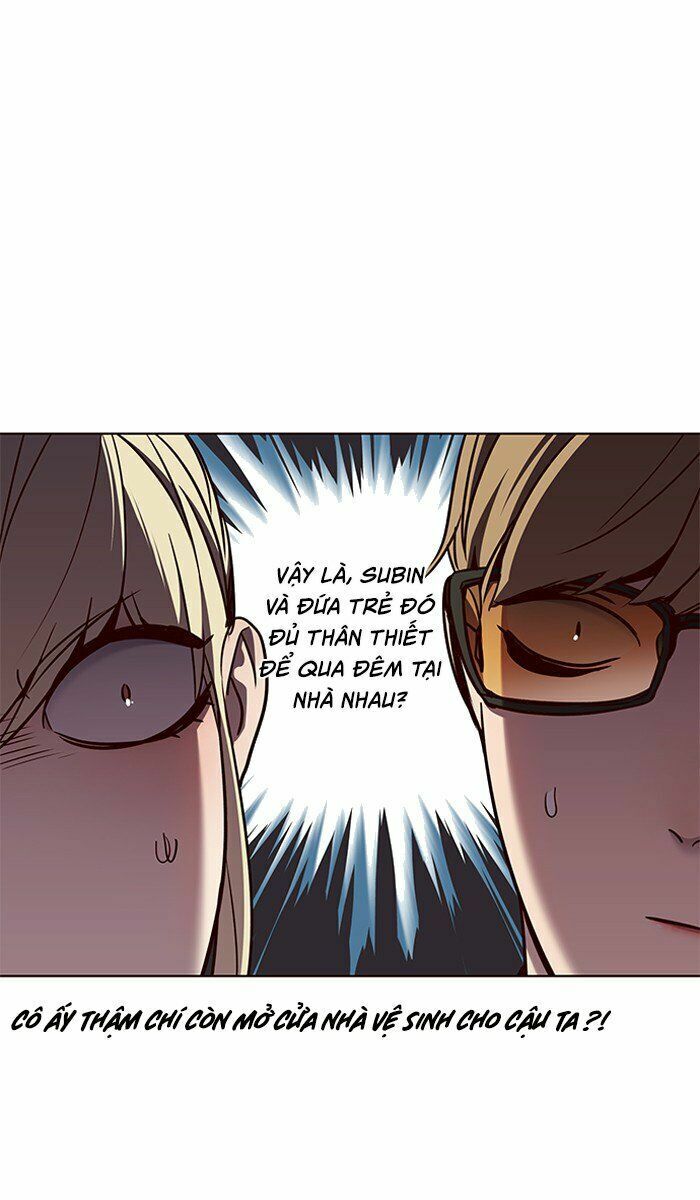 VẬY LÀ, SUBIN
VÀ ĐỨA TRẺ ĐÓ
ĐỦ THÂN THIẾT
ĐỂ QUA ĐÊM TẠI
NHÀ NHAU?
CÔ ẤY THẬM CHÍ CÒN MỞ CỬA NHÀ VỆ SINH CHO CẬU TA?!